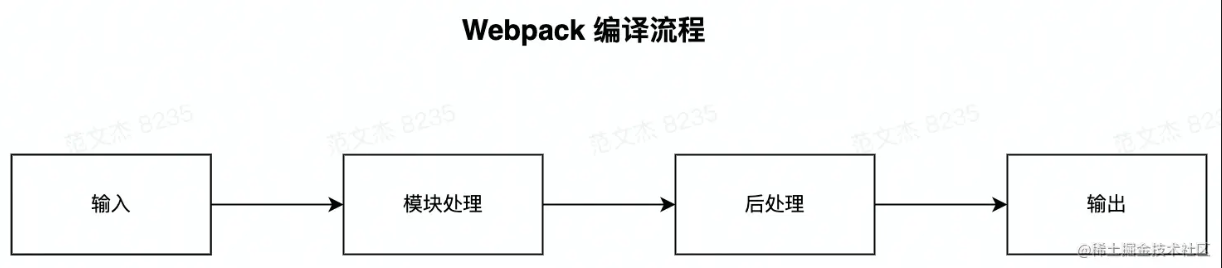 Webpack 编译流程
范文杰 8235 范文杰 8235 范文杰 8235 范文杰 8235 范文杰 82
输入 模块处理 后处理 输出
@稀土掘金技术社区